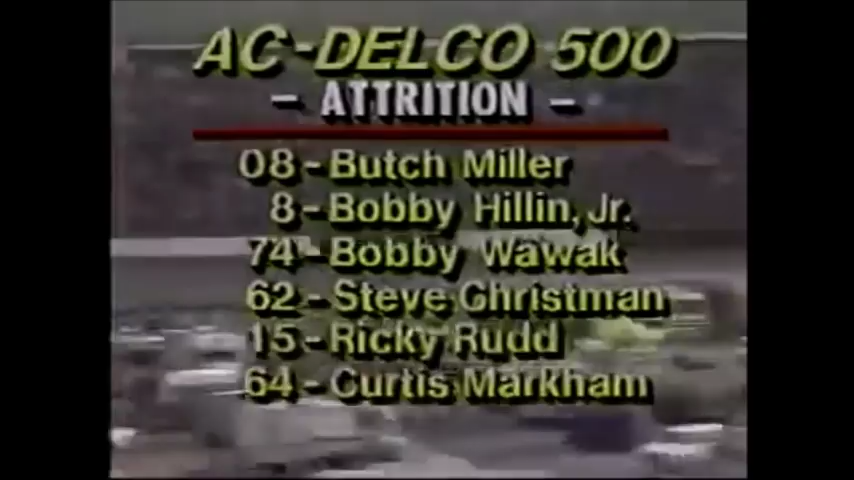 AC-DELCO 500
- ATTRITION -
08-Butch Miller
8-Bobby Hillin, Jr.
74-Bobby Wawak
62-Steve Christman
15-Ricky Rudd
64-Curtis Markham